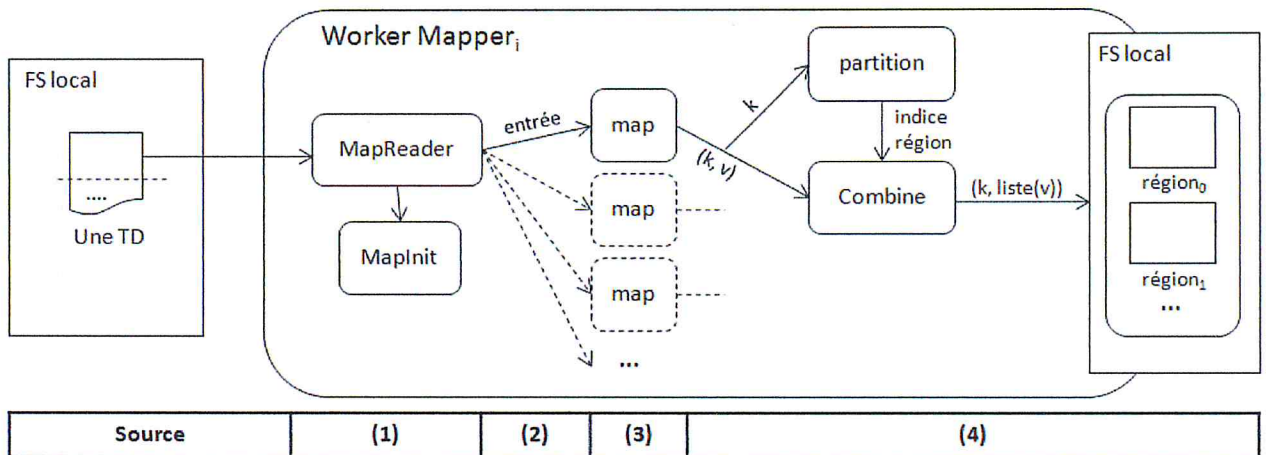 Worker Mapperᵢ
FS local
....
Une TD
MapReader
MapInit
entrée
map
map
map
...
(k, v)
k
partition
indice
région
Combine
(k, liste(v))
FS local
région₀
région₁
...
Source (1) (2) (3) (4)